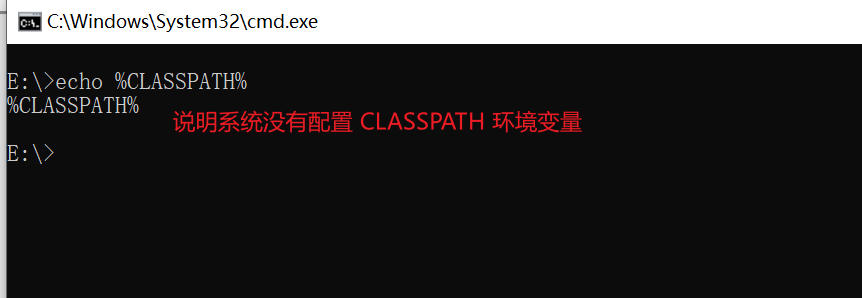 C:\Windows\System32\cmd.exe
E:\>echo %CLASSPATH%
%CLASSPATH%
说明系统没有配置 CLASSPATH 环境变量
E:\>